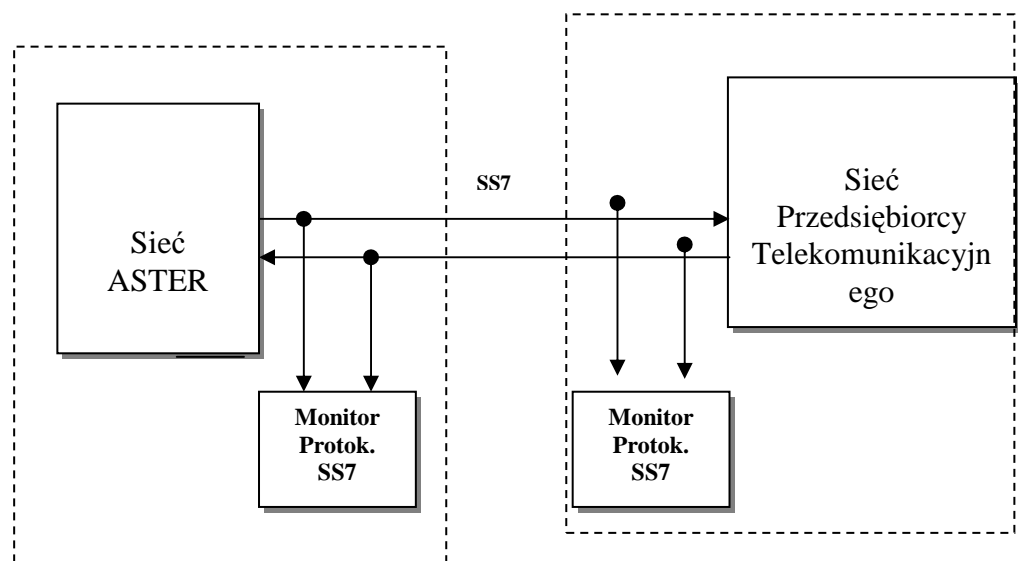 SS7
Sieć
ASTER
Sieć
Przedsiębiorcy
Telekomunikacyjn
ego
Monitor
Protok.
SS7
Monitor
Protok.
SS7